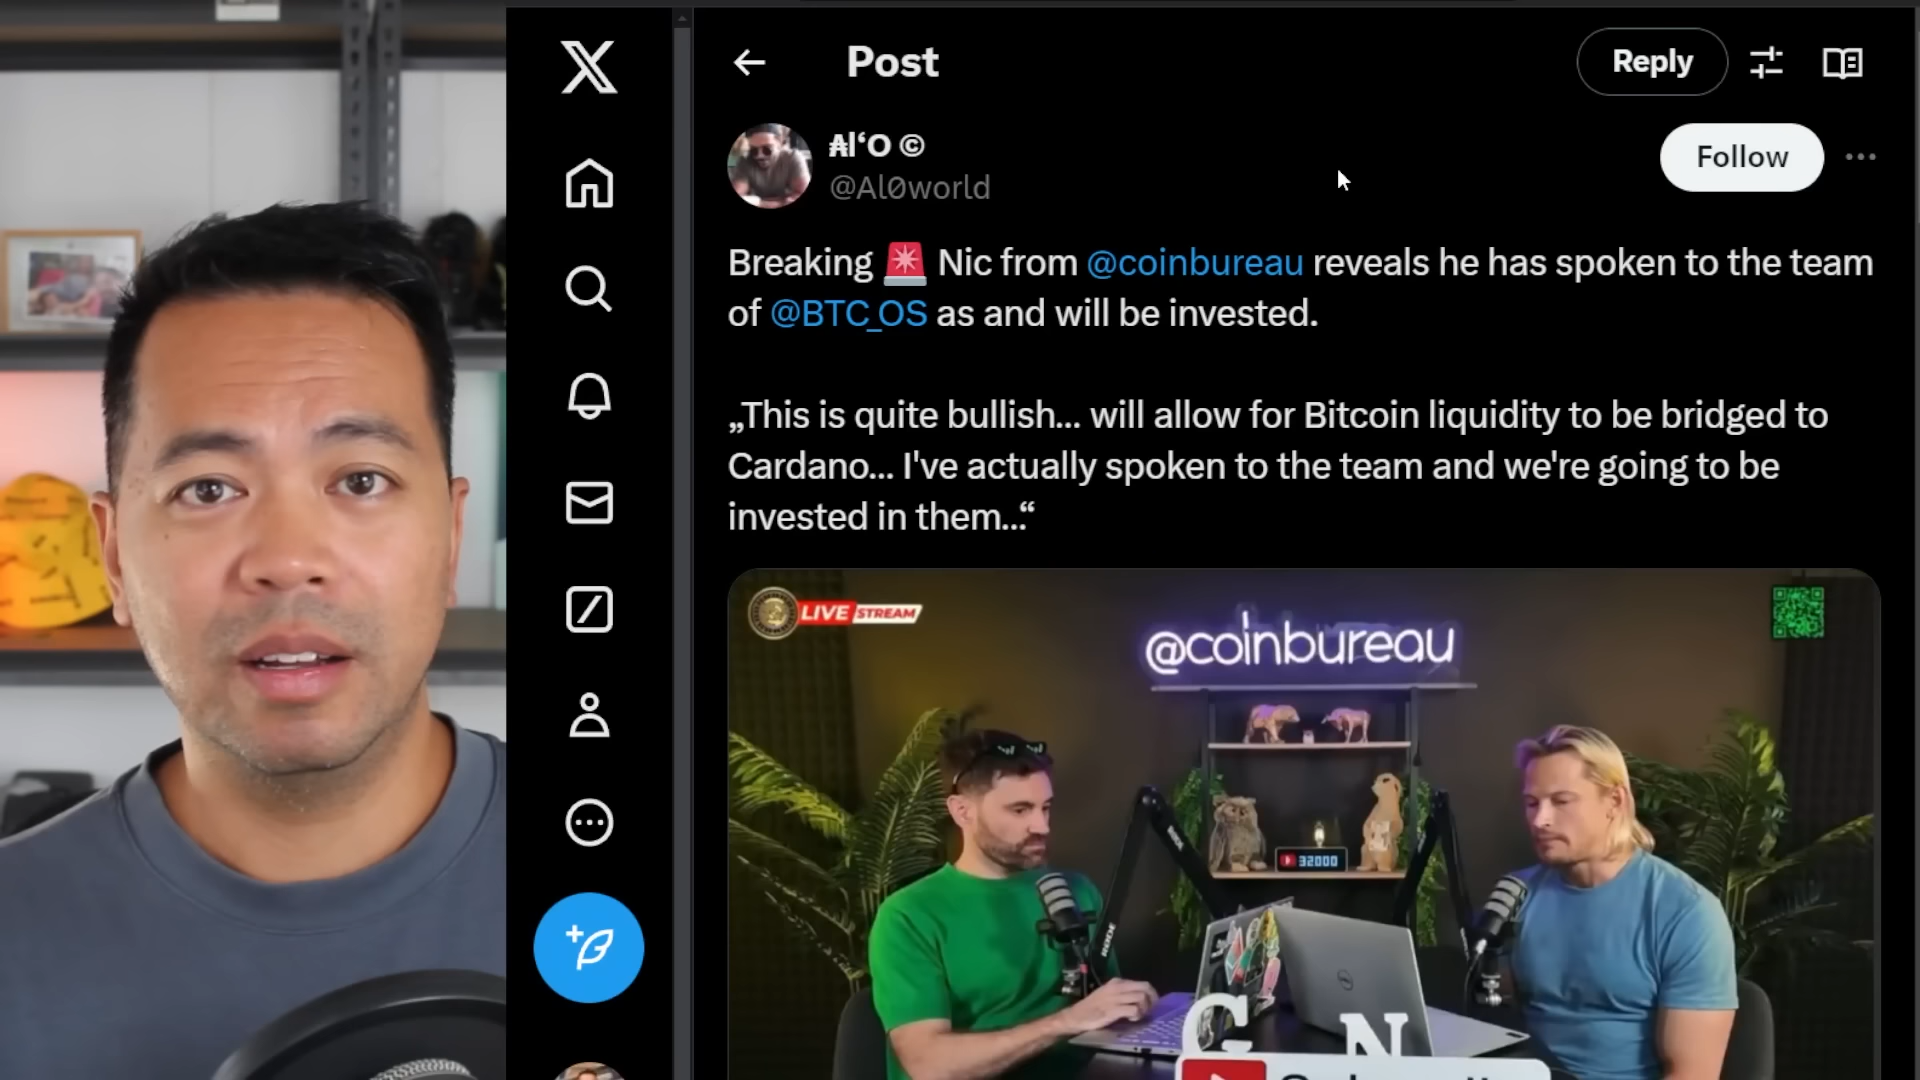 Post
Reply
₳l‘O ©
@Al0world
Follow
Breaking 🚨 Nic from @coinbureau reveals he has spoken to the team
of @BTC_OS as and will be invested.
„This is quite bullish... will allow for Bitcoin liquidity to be bridged to
Cardano... I've actually spoken to the team and we're going to be
invested in them...“
LIVE STREAM
@coinbureau
32000
RODE
DELL
C N